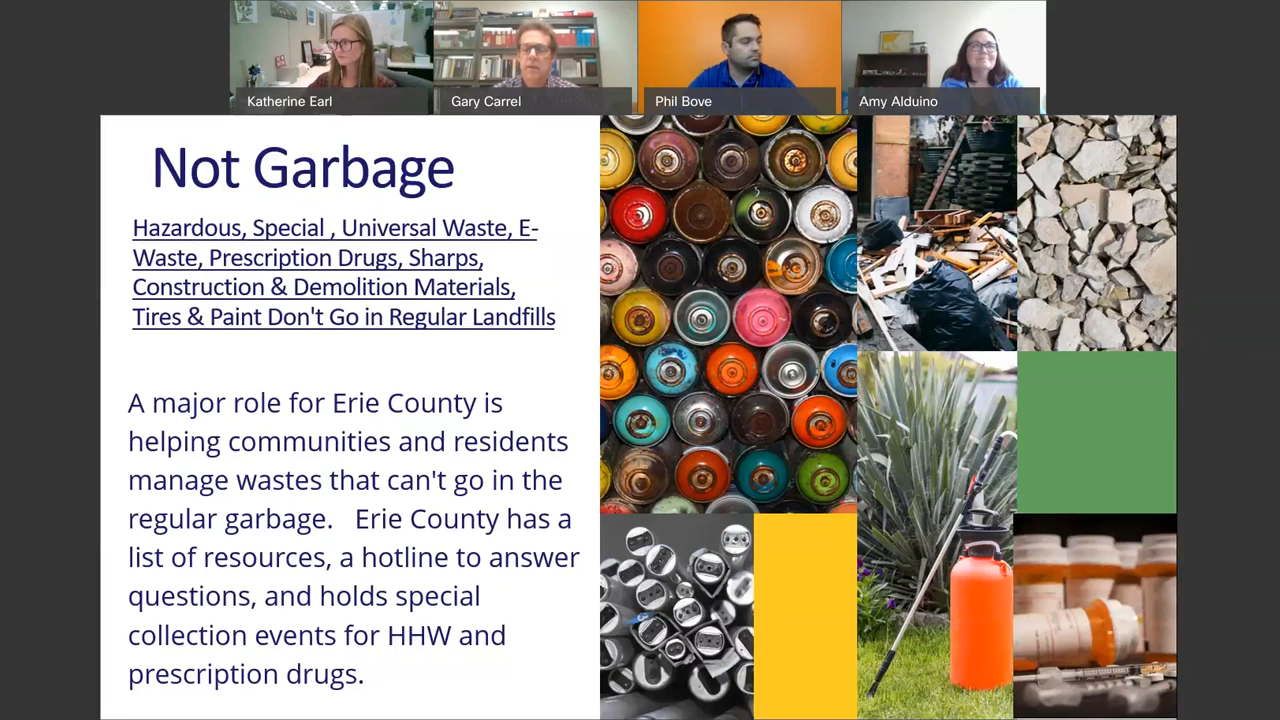 Katherine Earl
Gary Carrel
Phil Bove
Amy Alduino
Not Garbage
Hazardous, Special , Universal Waste, E-
Waste, Prescription Drugs, Sharps,
Construction & Demolition Materials,
Tires & Paint Don't Go in Regular Landfills
A major role for Erie County is
helping communities and residents
manage wastes that can't go in the
regular garbage.   Erie County has a
list of resources, a hotline to answer
questions, and holds special
collection events for HHW and
prescription drugs.